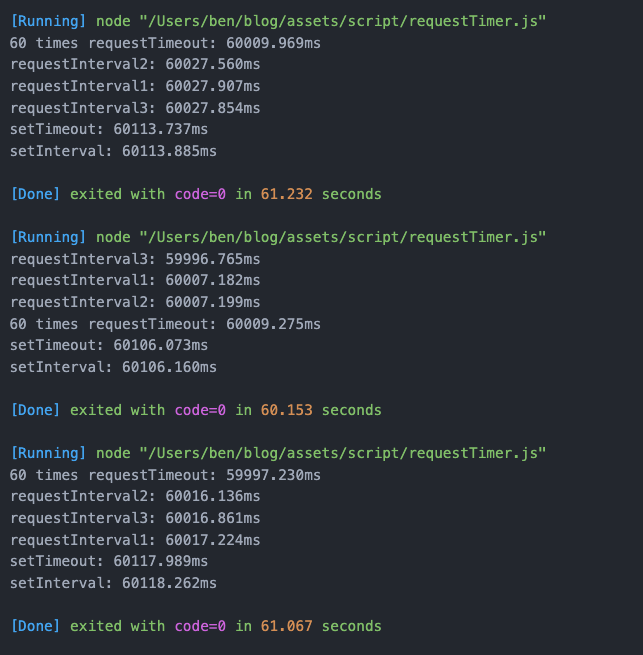 [Running] node "/Users/ben/blog/assets/script/requestTimer.js"
60 times requestTimeout: 60009.969ms
requestInterval2: 60027.560ms
requestInterval1: 60027.907ms
requestInterval3: 60027.854ms
setTimeout: 60113.737ms
setInterval: 60113.885ms
[Done] exited with code=0 in 61.232 seconds
[Running] node "/Users/ben/blog/assets/script/requestTimer.js"
requestInterval3: 59996.765ms
requestInterval1: 60007.182ms
requestInterval2: 60007.199ms
60 times requestTimeout: 60009.275ms
setTimeout: 60106.073ms
setInterval: 60106.160ms
[Done] exited with code=0 in 60.153 seconds
[Running] node "/Users/ben/blog/assets/script/requestTimer.js"
60 times requestTimeout: 59997.230ms
requestInterval2: 60016.136ms
requestInterval3: 60016.861ms
requestInterval1: 60017.224ms
setTimeout: 60117.989ms
setInterval: 60118.262ms
[Done] exited with code=0 in 61.067 seconds